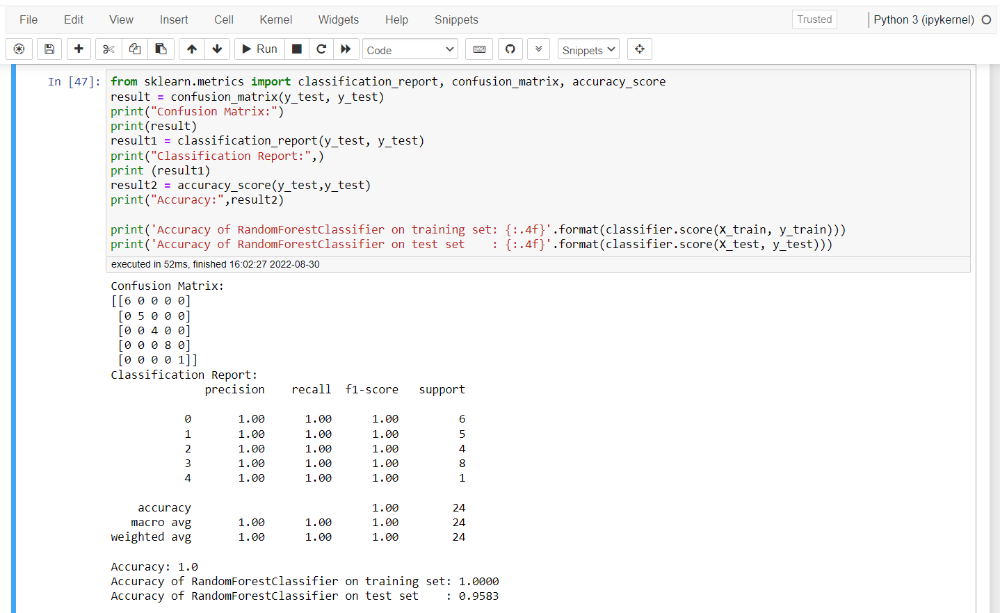 File Edit View Insert Cell Kernel Widgets Help Snippets Trusted Python 3 (ipykernel)
Run Code Snippets
In [47]: from sklearn.metrics import classification_report, confusion_matrix, accuracy_score
result = confusion_matrix(y_test, y_test)
print("Confusion Matrix:")
print(result)
result1 = classification_report(y_test, y_test)
print("Classification Report:",)
print (result1)
result2 = accuracy_score(y_test,y_test)
print("Accuracy:",result2)
print('Accuracy of RandomForestClassifier on training set: {:.4f}'.format(classifier.score(X_train, y_train)))
print('Accuracy of RandomForestClassifier on test set    : {:.4f}'.format(classifier.score(X_test, y_test)))
executed in 52ms, finished 16:02:27 2022-08-30
Confusion Matrix:
[[6 0 0 0 0]
[0 5 0 0 0]
[0 0 4 0 0]
[0 0 0 8 0]
[0 0 0 0 1]]
Classification Report:
precision recall f1-score support
0 1.00 1.00 1.00 6
1 1.00 1.00 1.00 5
2 1.00 1.00 1.00 4
3 1.00 1.00 1.00 8
4 1.00 1.00 1.00 1
accuracy 1.00 24
macro avg 1.00 1.00 1.00 24
weighted avg 1.00 1.00 1.00 24
Accuracy: 1.0
Accuracy of RandomForestClassifier on training set: 1.0000
Accuracy of RandomForestClassifier on test set    : 0.9583